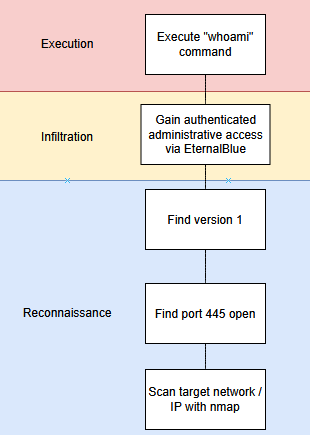 Execution
Execute "whoami"
command
Infiltration
Gain authenticated
administrative access
via EternalBlue
Find version 1
Reconnaissance
Find port 445 open
Scan target network /
IP with nmap